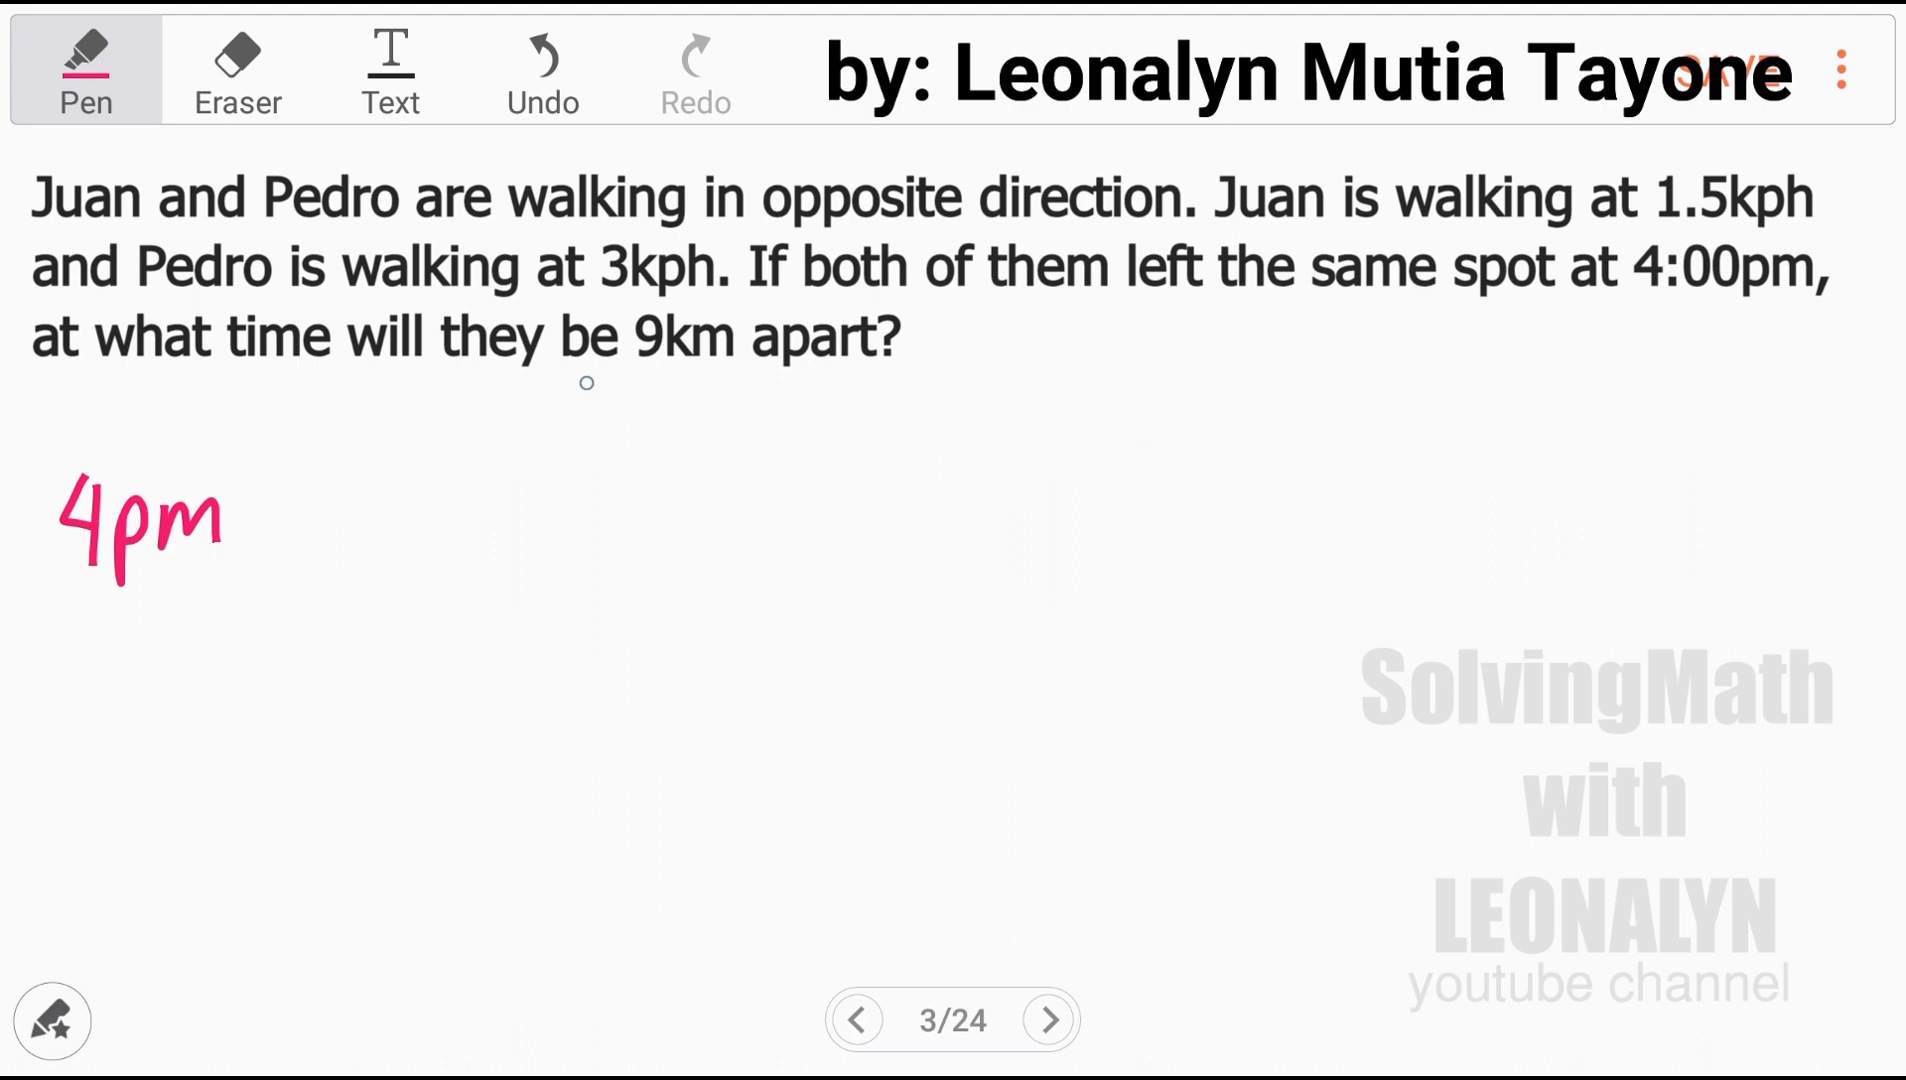 Pen Eraser Text Undo Redo by: Leonalyn Mutia Tayone SAVE
Juan and Pedro are walking in opposite direction. Juan is walking at 1.5kph
and Pedro is walking at 3kph. If both of them left the same spot at 4:00pm,
at what time will they be 9km apart?
4pm
SolvingMath
with
LEONALYN
youtube channel
3/24